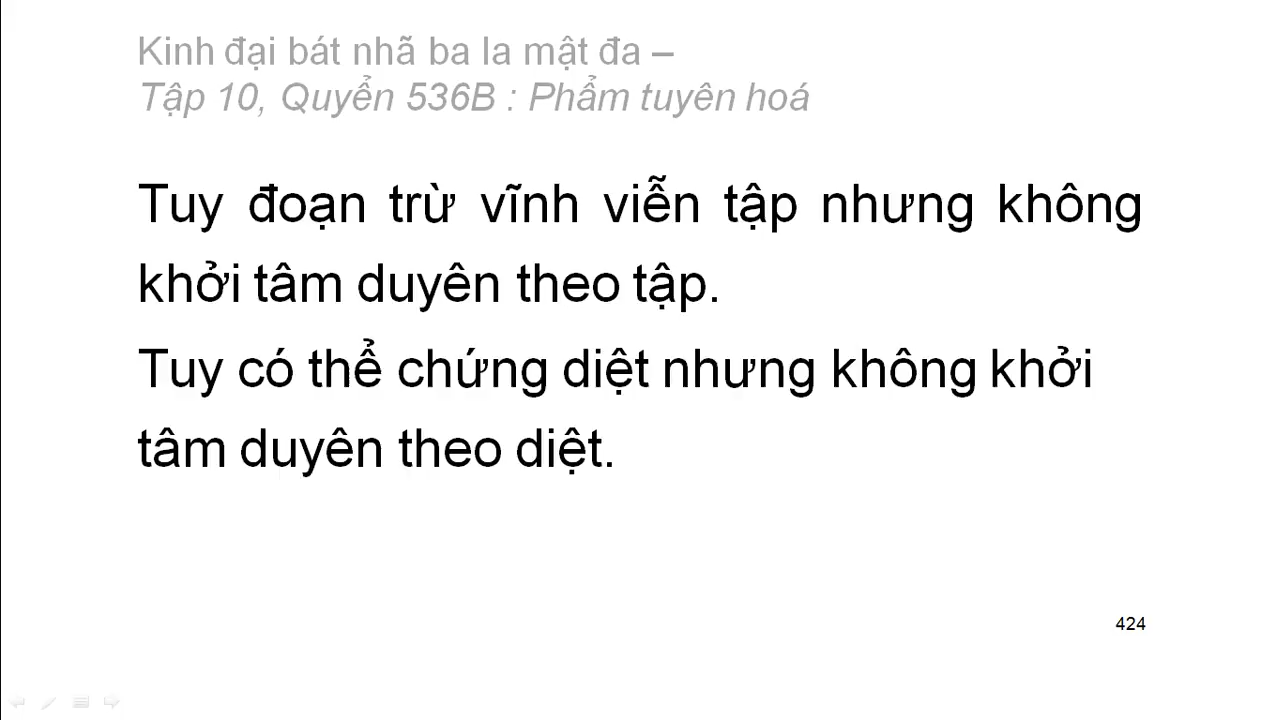 Kinh đại bát nhã ba la mật đa –
Tập 10, Quyển 536B : Phẩm tuyên hoá
Tuy đoạn trừ vĩnh viễn tập nhưng không
khởi tâm duyên theo tập.
Tuy có thể chứng diệt nhưng không khởi
tâm duyên theo diệt.
424